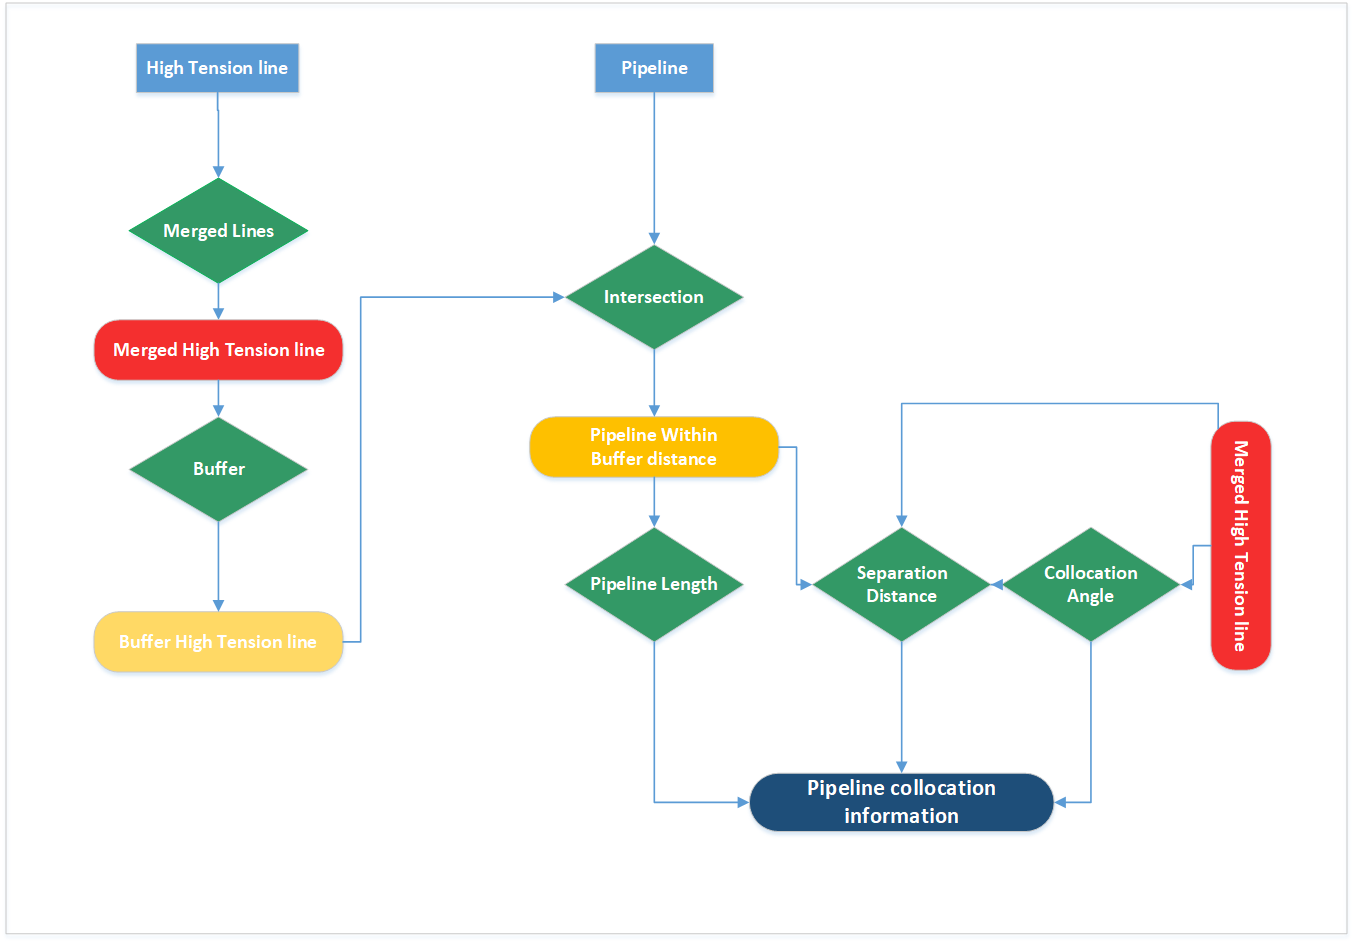 High Tension line
Pipeline
Merged Lines
Intersection
Merged High Tension line
Pipeline Within
Buffer distance
Buffer
Merged High Tension line
Pipeline Length
Separation
Distance
Collocation
Angle
Buffer High Tension line
Pipeline collocation
information